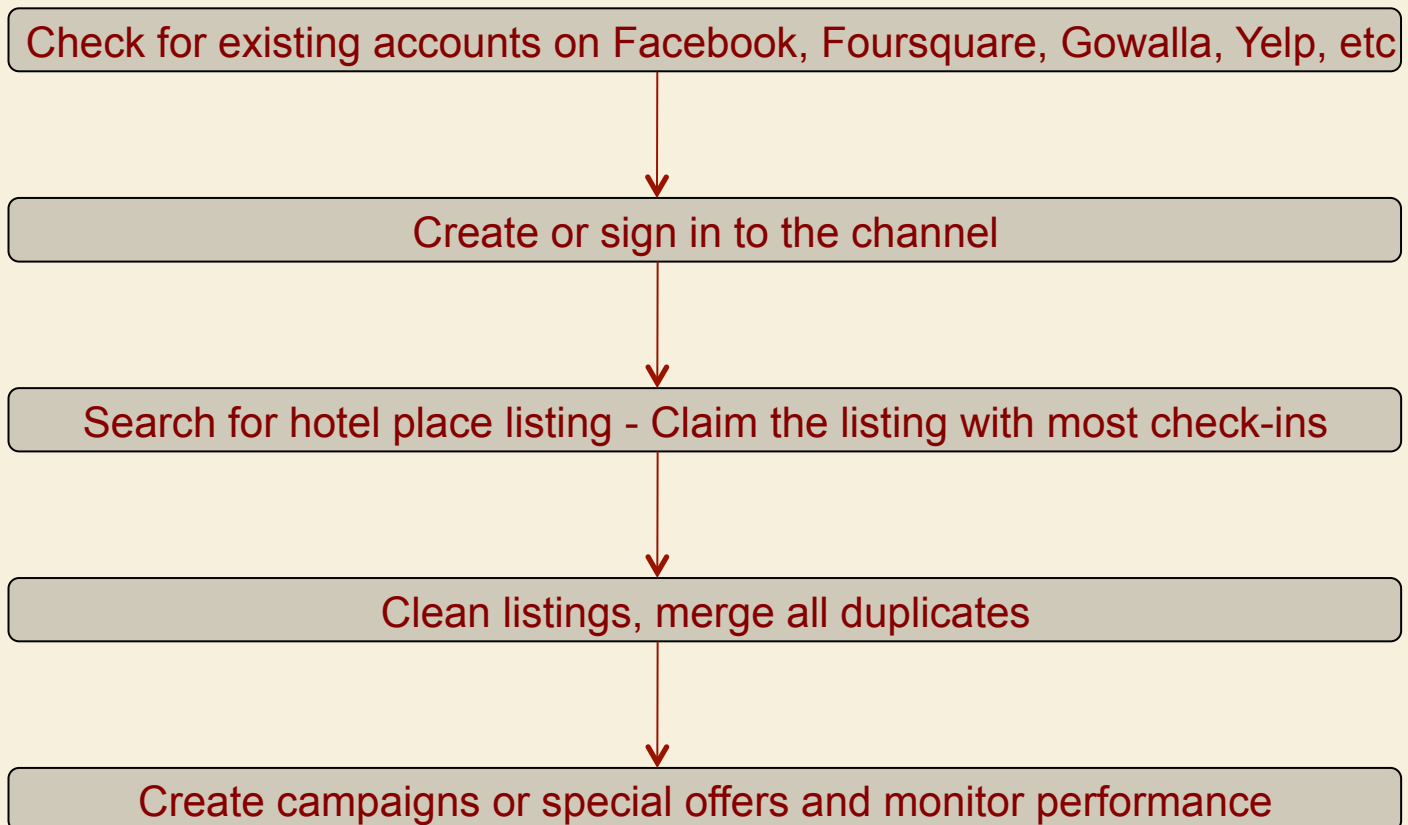 Check for existing accounts on Facebook, Foursquare, Gowalla, Yelp, etc
Create or sign in to the channel
Search for hotel place listing - Claim the listing with most check-ins
Clean listings, merge all duplicates
Create campaigns or special offers and monitor performance